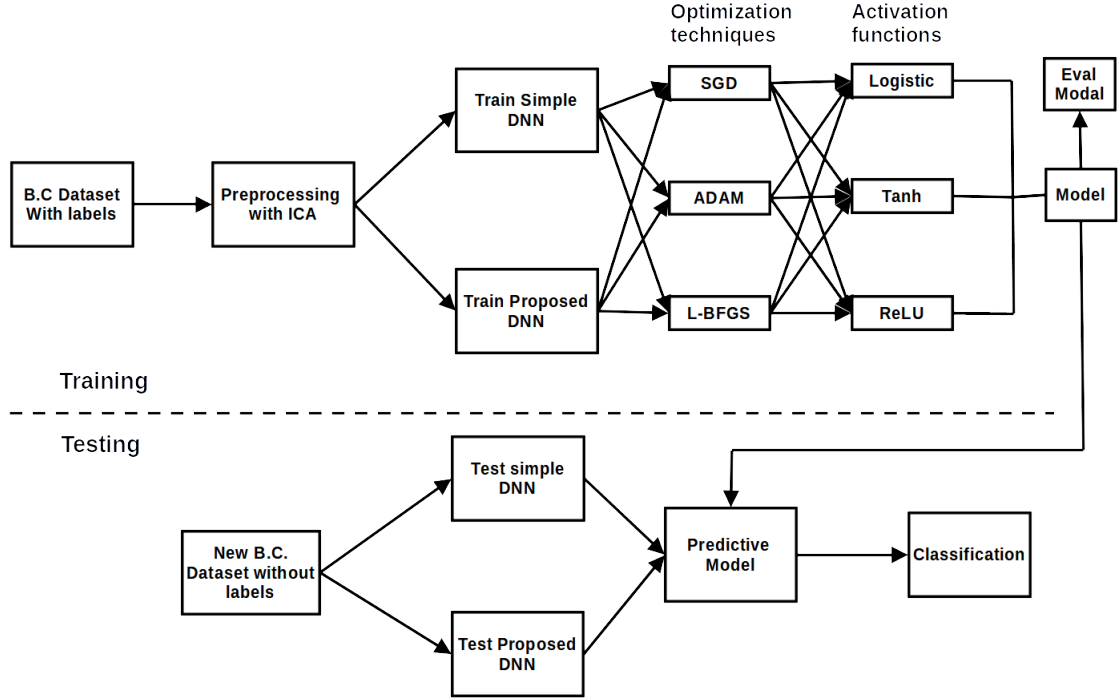 Optimization
techniques
Activation
functions
SGD
Logistic
Eval
Modal
Train Simple
DNN
B.C Dataset
With labels
Preprocessing
with ICA
ADAM
Tanh
Model
Train Proposed
DNN
L-BFGS
ReLU
Training
Testing
Test simple
DNN
New B.C.
Dataset without
labels
Predictive
Model
Classification
Test Proposed
DNN